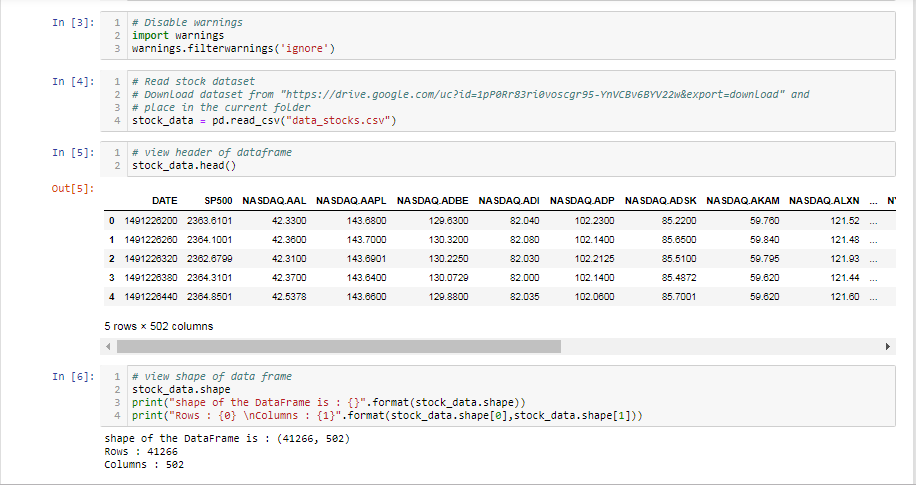 In [3]:
1 # Disable warnings
2 import warnings
3 warnings.filterwarnings('ignore')
In [4]:
1 # Read stock dataset
2 # Download dataset from "https://drive.google.com/uc?id=1pP0Rr83ri0voscgr95-YnVCBv6BYV22w&export=download" and
3 # place in the current folder
4 stock_data = pd.read_csv("data_stocks.csv")
In [5]:
1 # view header of dataframe
2 stock_data.head()
Out[5]:
DATE SP500 NASDAQ.AAL NASDAQ.AAPL NASDAQ.ADBE NASDAQ.ADI NASDAQ.ADP NASDAQ.ADSK NASDAQ.AKAM NASDAQ.ALXN ... N
0 1491226200 2363.6101 42.3300 143.6800 129.6300 82.040 102.2300 85.2200 59.760 121.52 ...
1 1491226260 2364.1001 42.3600 143.7000 130.3200 82.080 102.1400 85.6500 59.840 121.48 ...
2 1491226320 2362.6799 42.3100 143.6901 130.2250 82.030 102.2125 85.5100 59.795 121.93 ...
3 1491226380 2364.3101 42.3700 143.6400 130.0729 82.000 102.1400 85.4872 59.620 121.44 ...
4 1491226440 2364.8501 42.5378 143.6600 129.8800 82.035 102.0600 85.7001 59.620 121.60 ...
5 rows × 502 columns
In [6]:
1 # view shape of data frame
2 stock_data.shape
3 print("shape of the DataFrame is : {}".format(stock_data.shape))
4 print("Rows : {0} \nColumns : {1}".format(stock_data.shape[0],stock_data.shape[1]))
shape of the DataFrame is : (41266, 502)
Rows : 41266
Columns : 502